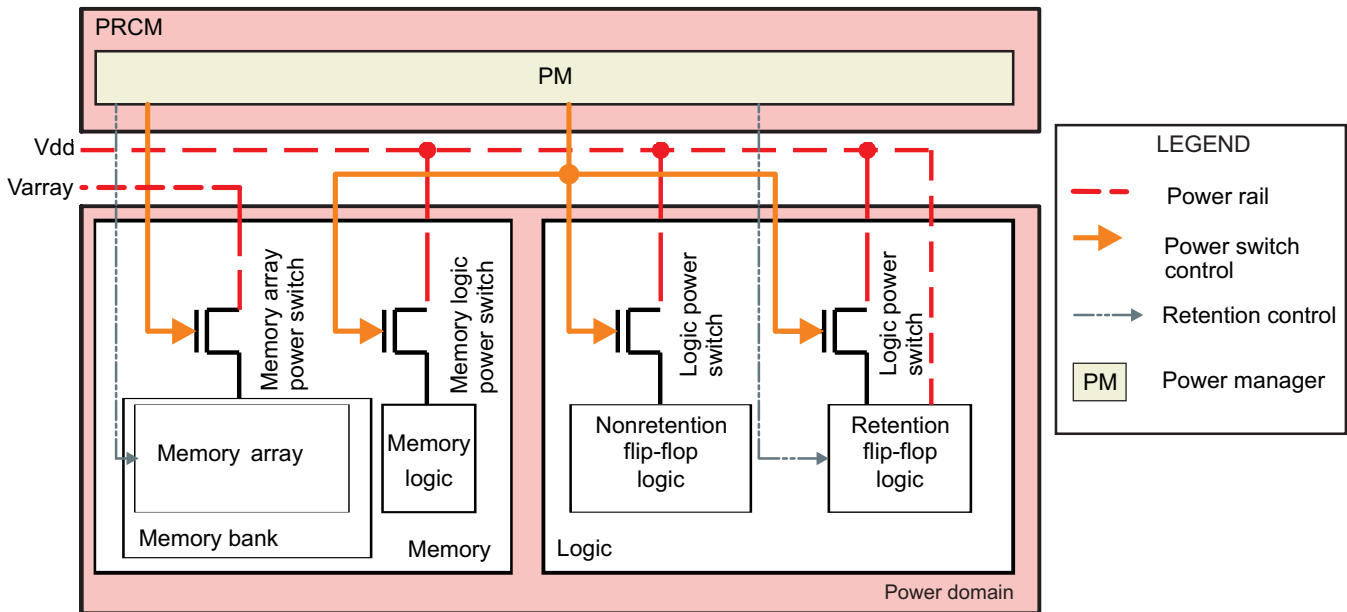 PRCM
PM
Vdd
Varray
Memory array
power switch
Memory logic
power switch
Logic power
switch
Logic power
switch
Memory array
Memory bank
Memory
logic
Memory
Nonretention
flip-flop
logic
Retention
flip-flop
logic
Logic
Power domain
LEGEND
Power rail
Power switch
control
Retention control
PM
Power manager